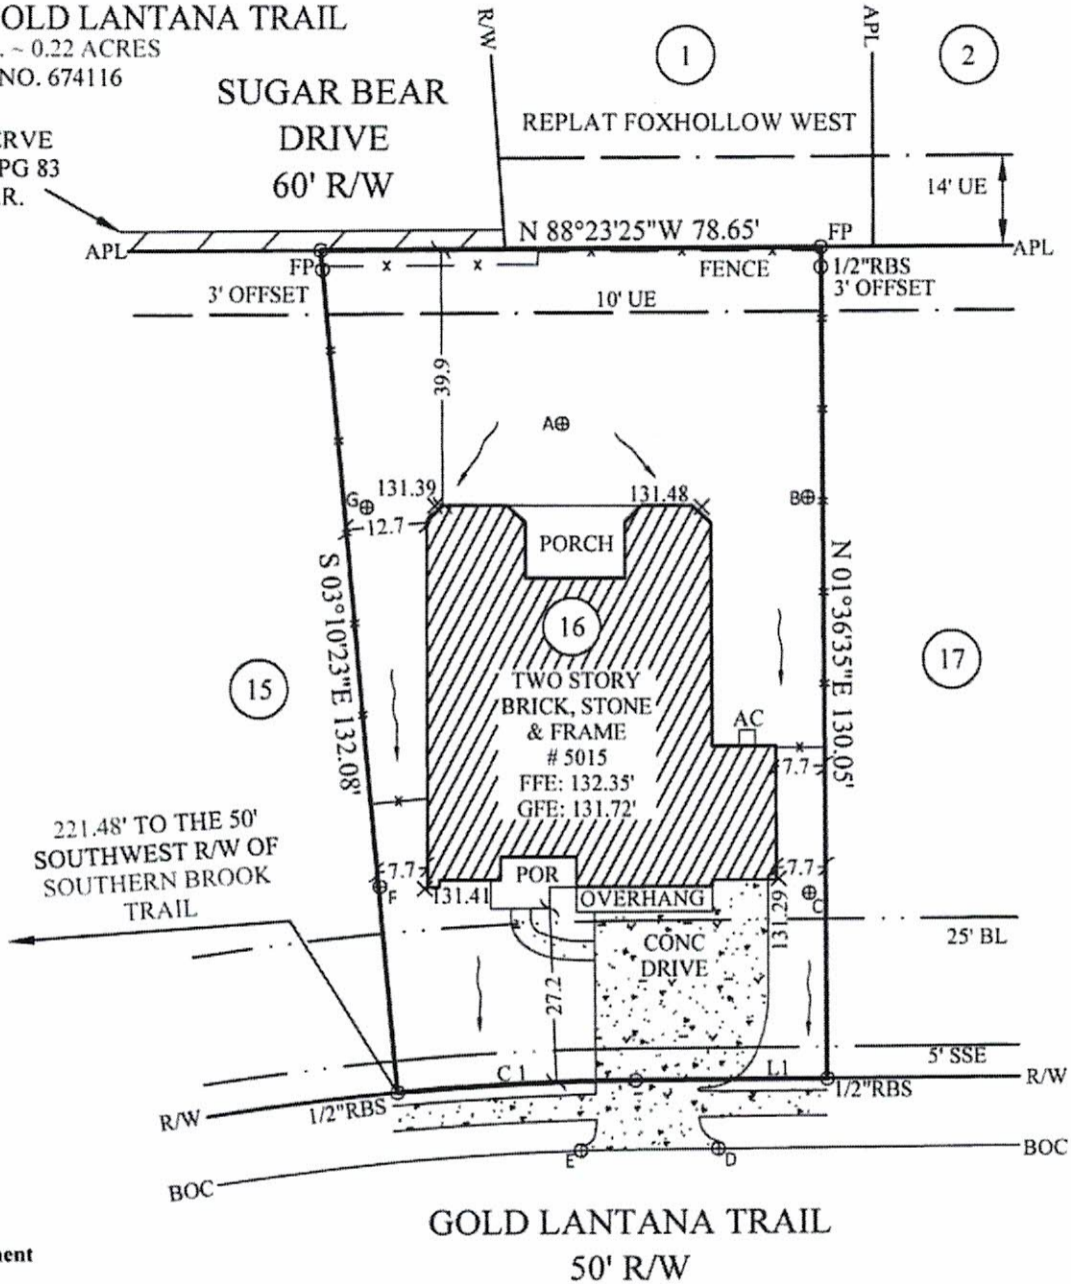 OLD LANTANA TRAIL
. ~ 0.22 ACRES
NO. 674116
SUGAR BEAR
DRIVE
60' R/W
R/W
1
APL
2
REPLAT FOXHOLLOW WEST
ERVE
PG 83
R.
14' UE
N 88°23'25"W 78.65'
FP
APL
APL
FP
FENCE
1/2"RBS
3' OFFSET
3' OFFSET
10' UE
39.9
A
G
131.39
131.48
B
12.7
PORCH
S 03°10'23"E 132.08'
N 01°36'35"E 130.05'
16
15
17
TWO STORY
BRICK, STONE
& FRAME
# 5015
FFE: 132.35'
GFE: 131.72'
AC
7.7
221.48' TO THE 50'
SOUTHWEST R/W OF
SOUTHERN BROOK
TRAIL
7.7
F
131.41
POR
OVERHANG
7.7
C
131.29
25' BL
CONC
DRIVE
27.2
5' SSE
C1
L1
R/W
1/2"RBS
1/2"RBS
R/W
E
D
BOC
BOC
GOLD LANTANA TRAIL
50' R/W
ent